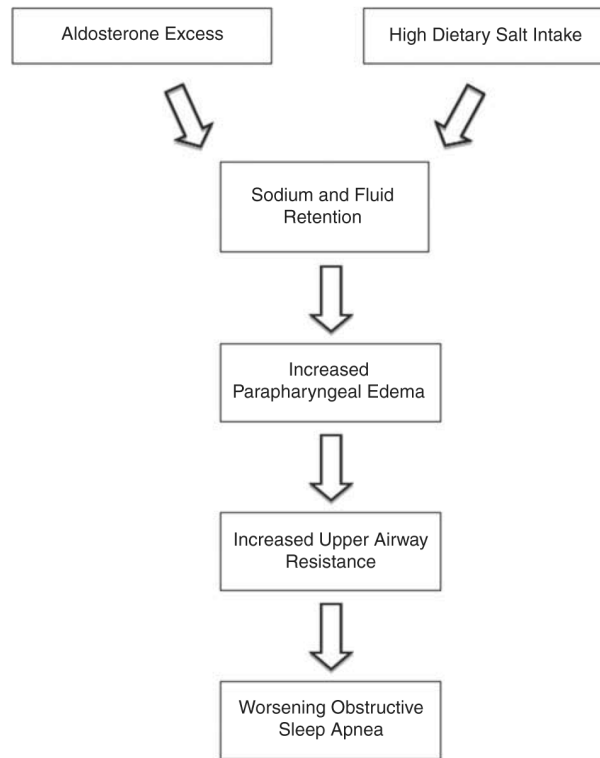 Aldosterone Excess
High Dietary Salt Intake
Sodium and Fluid
Retention
Increased
Parapharyngeal Edema
Increased Upper Airway
Resistance
Worsening Obstructive
Sleep Apnea